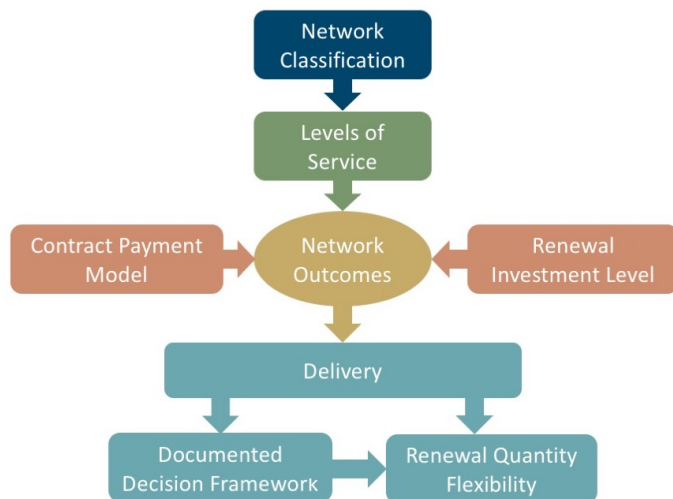 Network
Classification
Levels of
Service
Contract Payment
Model
Network
Outcomes
Renewal
Investment Level
Delivery
Documented
Decision Framework
Renewal Quantity
Flexibility